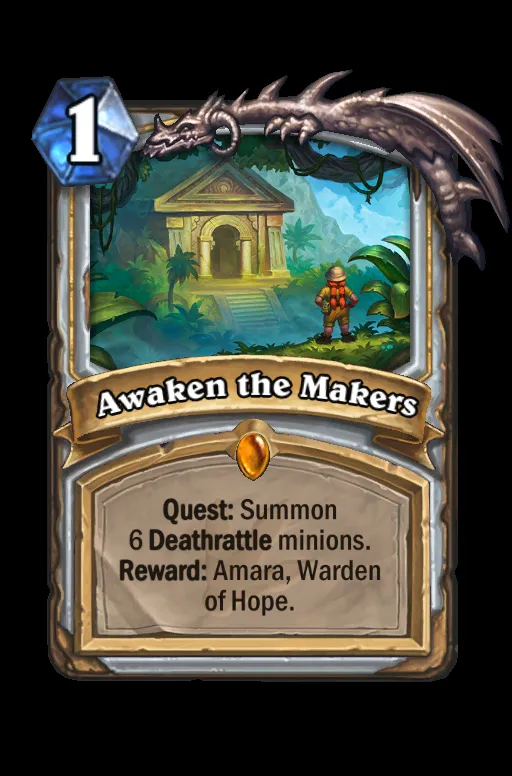 1
Awaken the Makers
Quest: Summon
6 Deathrattle minions.
Reward: Amara, Warden
of Hope.